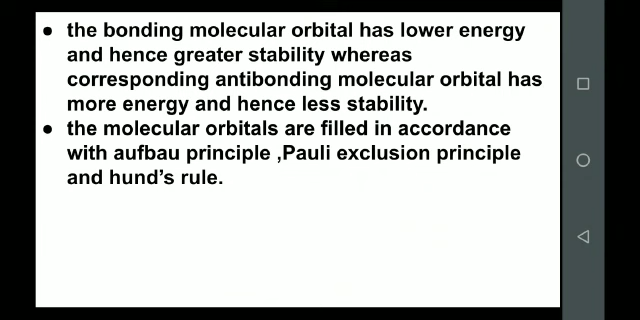 • the bonding molecular orbital has lower energy
and hence greater stability whereas
corresponding antibonding molecular orbital has
more energy and hence less stability.
• the molecular orbitals are filled in accordance
with aufbau principle ,Pauli exclusion principle
and hund's rule.